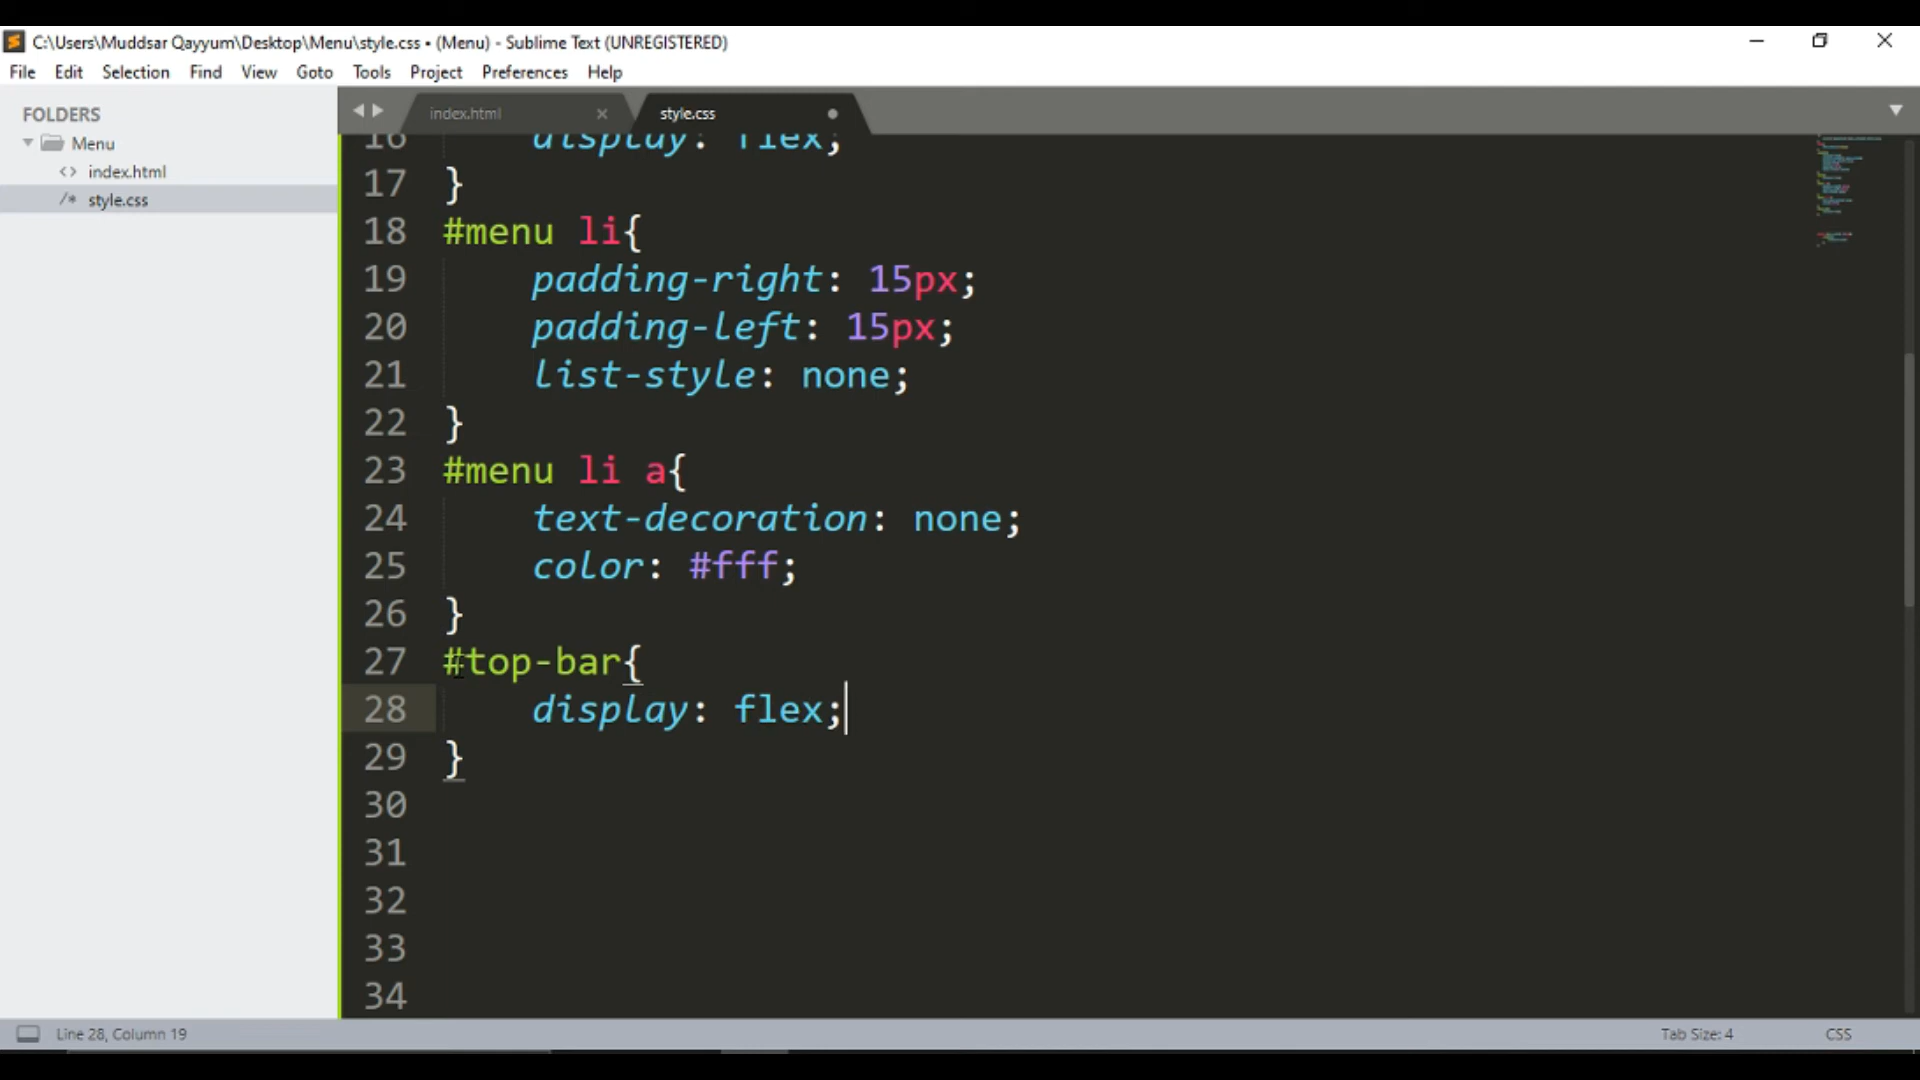 C:\Users\Muddsar Qayyum\Desktop\Menu\style.css • (Menu) - Sublime Text (UNREGISTERED)
File Edit Selection Find View Goto Tools Project Preferences Help
FOLDERS
Menu
<> index.html
/* style.css
index.html × style.css
16 display: flex;
17 }
18 #menu li{
19 padding-right: 15px;
20 padding-left: 15px;
21 list-style: none;
22 }
23 #menu li a{
24 text-decoration: none;
25 color: #fff;
26 }
27 #top-bar{
28 display: flex;
29 }
30
31
32
33
34
Line 28, Column 19 Tab Size: 4 CSS